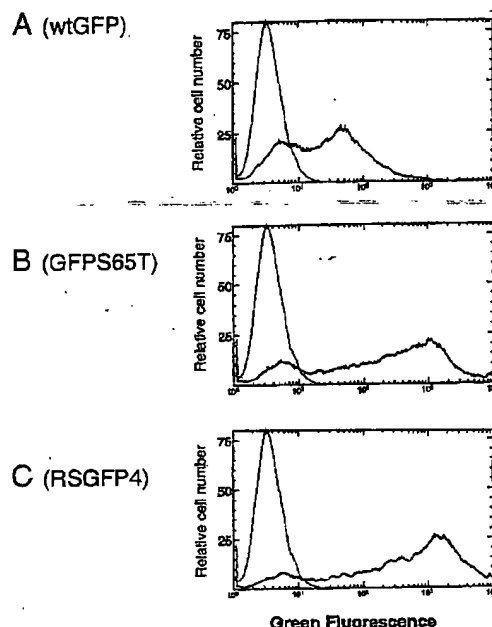 A (wtGFP)
Relative cell number
75
50
25
B (GFPS65T)
Relative cell number
75
50
25
C (RSGFP4)
Relative cell number
75
50
25
Green Fluorescence